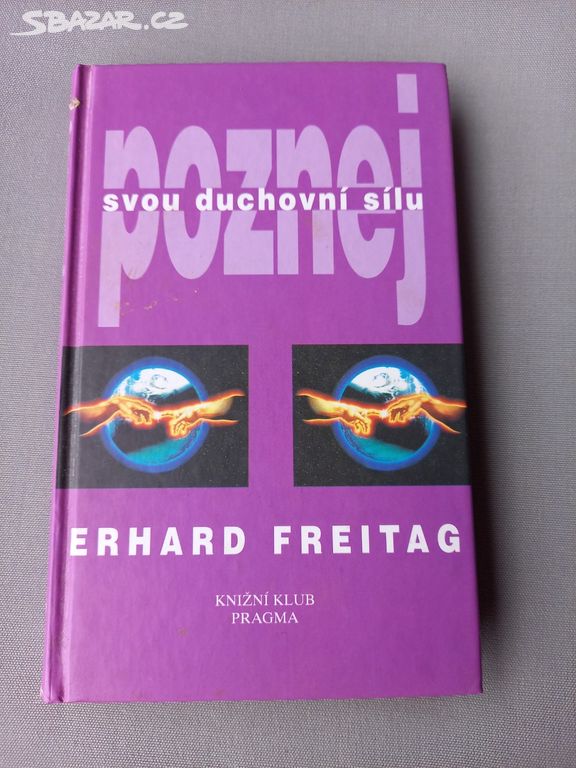 SBAZAR.CZ
poznej
svou duchovní sílu
ERHARD FREITAG
KNIŽNÍ KLUB
PRAGMA